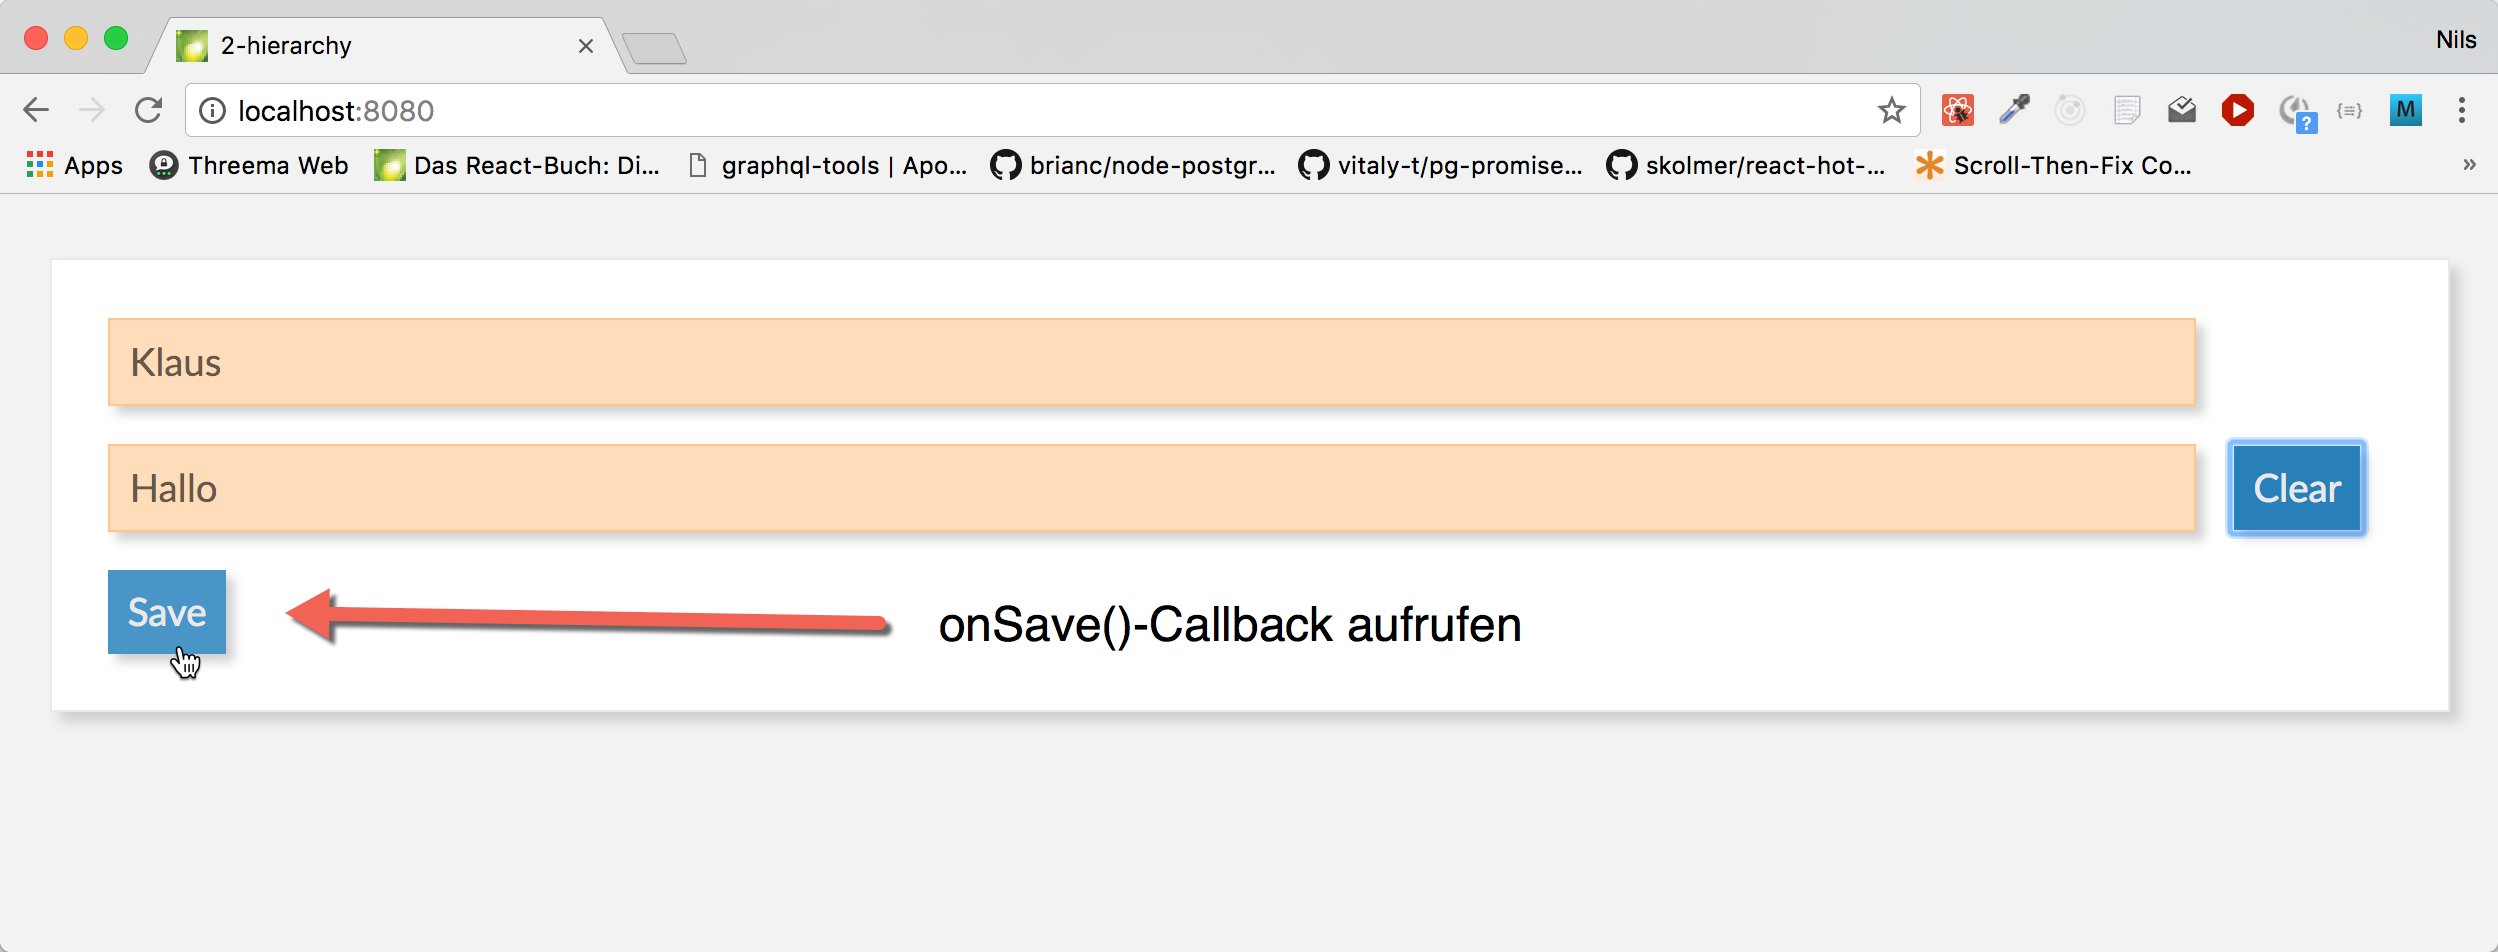 2-hierarchy
Nils
localhost:8080
M
?
Apps Threema Web Das React-Buch: Di... graphql-tools | Apo... brianc/node-postgr... vitaly-t/pg-promise... skolmer/react-hot-... Scroll-Then-Fix Co... »
Klaus
Hallo
Clear
Save
onSave()-Callback aufrufen